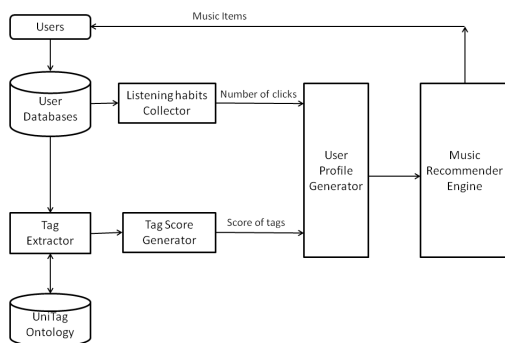 Music Items
Users
User
Databases
Listening habits
Collector
Number of clicks
User
Profile
Generator
Music
Recommender
Engine
Tag
Extractor
Tag Score
Generator
Score of tags
UniTag
Ontology